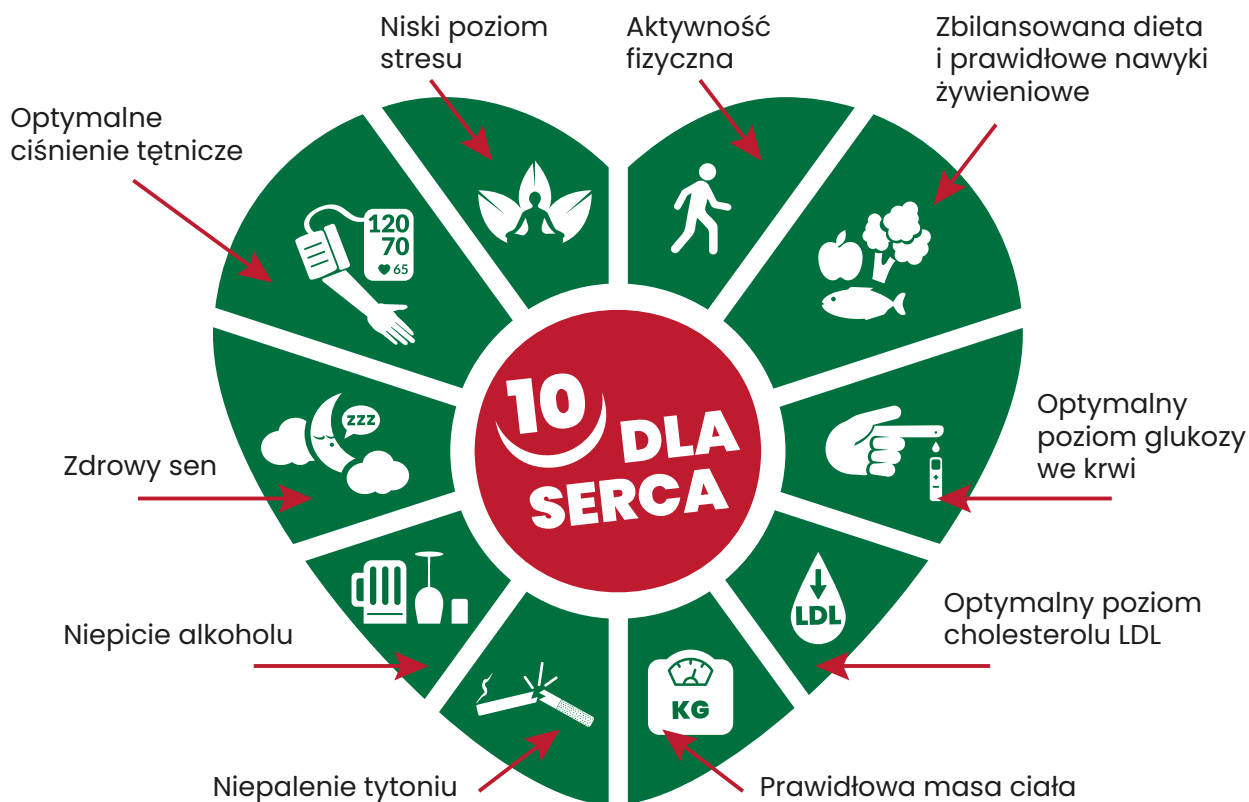 Niski poziom
stresu
Aktywność
fizyczna
Zbilansowana dieta
i prawidłowe nawyki
żywieniowe
Optymalne
ciśnienie tętnicze
120
70
65
Optymalny
poziom glukozy
we krwi
zzz
Zdrowy sen
10
DLA
SERCA
LDL
Optymalny poziom
cholesterolu LDL
Niepicie alkoholu
KG
Niepalenie tytoniu
Prawidłowa masa ciała